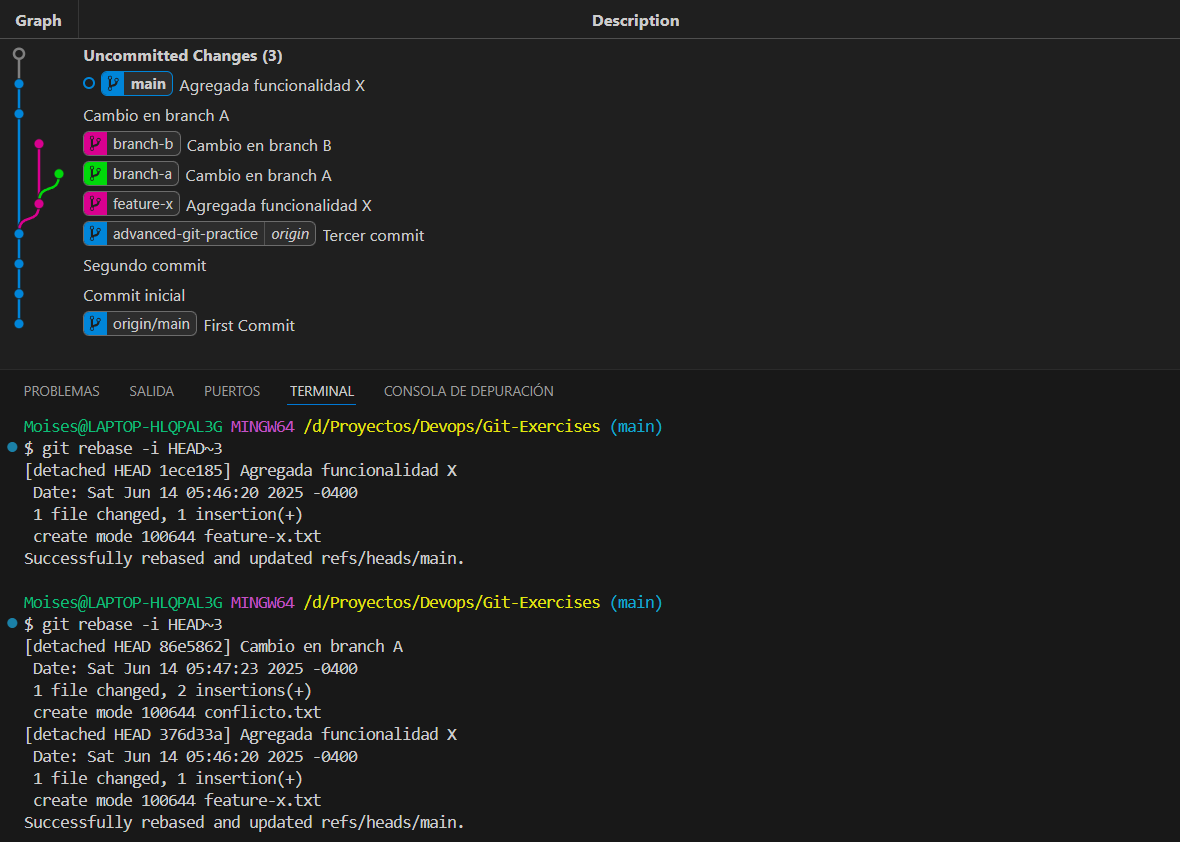 Graph Description
Uncommitted Changes (3)
main Agregada funcionalidad X
Cambio en branch A
branch-b Cambio en branch B
branch-a Cambio en branch A
feature-x Agregada funcionalidad X
advanced-git-practice origin Tercer commit
Segundo commit
Commit inicial
origin/main First Commit
PROBLEMAS SALIDA PUERTOS TERMINAL CONSOLA DE DEPURACIÓN
Moises@LAPTOP-HLQPAL3G MINGW64 /d/Proyectos/Devops/Git-Exercises (main)
$ git rebase -i HEAD~3
[detached HEAD 1ece185] Agregada funcionalidad X
Date: Sat Jun 14 05:46:20 2025 -0400
1 file changed, 1 insertion(+)
create mode 100644 feature-x.txt
Successfully rebased and updated refs/heads/main.
Moises@LAPTOP-HLQPAL3G MINGW64 /d/Proyectos/Devops/Git-Exercises (main)
$ git rebase -i HEAD~3
[detached HEAD 86e5862] Cambio en branch A
Date: Sat Jun 14 05:47:23 2025 -0400
1 file changed, 2 insertions(+)
create mode 100644 conflicto.txt
[detached HEAD 376d33a] Agregada funcionalidad X
Date: Sat Jun 14 05:46:20 2025 -0400
1 file changed, 1 insertion(+)
create mode 100644 feature-x.txt
Successfully rebased and updated refs/heads/main.